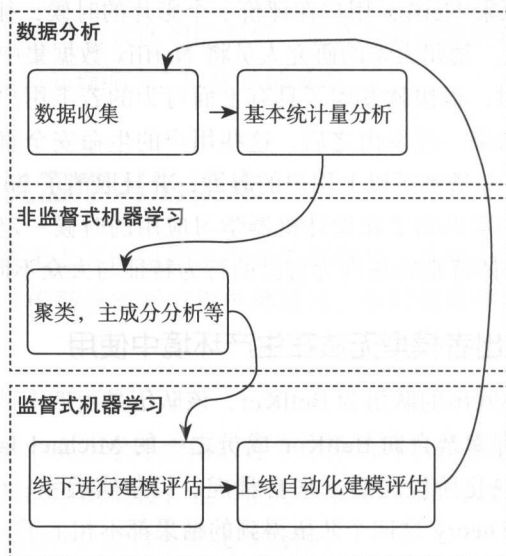 数据分析
数据收集
基本统计量分析
非监督式机器学习
聚类，主成分分析等
监督式机器学习
线下进行建模评估
上线自动化建模评估